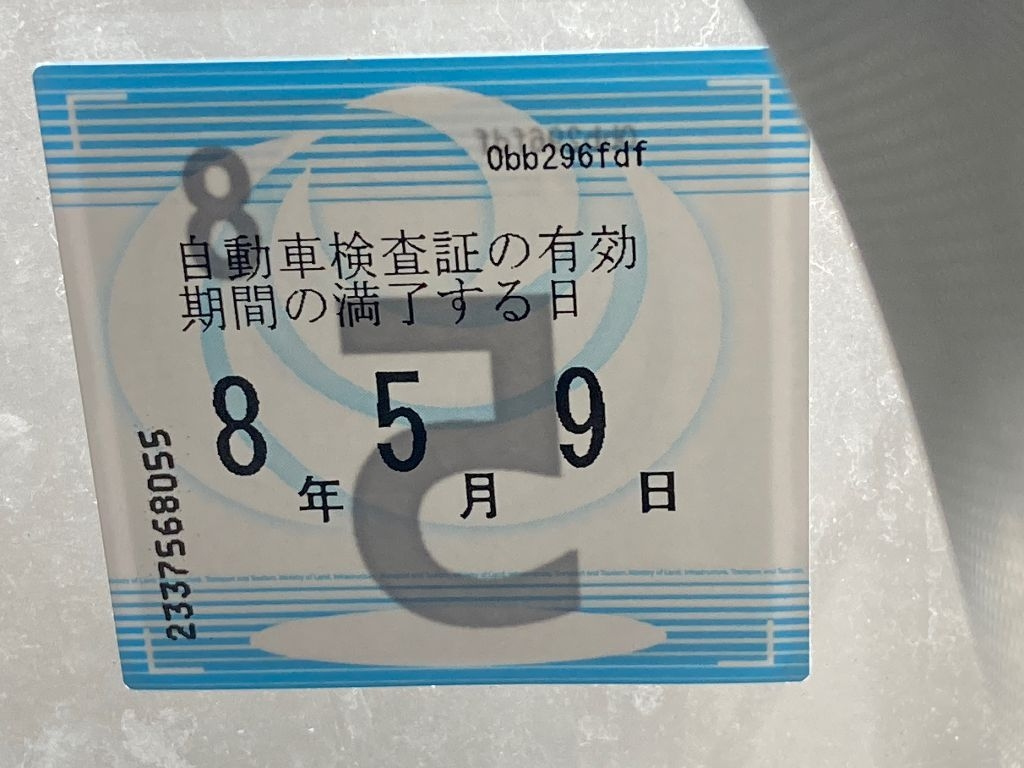 0bb296fdf
8
自動車検査証の有効
期間の満了する日
8年 5月 9日
5
2337568055